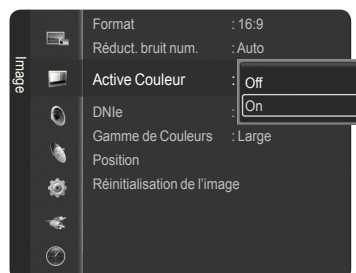 Image
Format : 16:9
Réduct. bruit num. : Auto
Active Couleur :
Off
On
DNIe :
Gamme de Couleurs : Large
Position
Réinitialisation de l'image